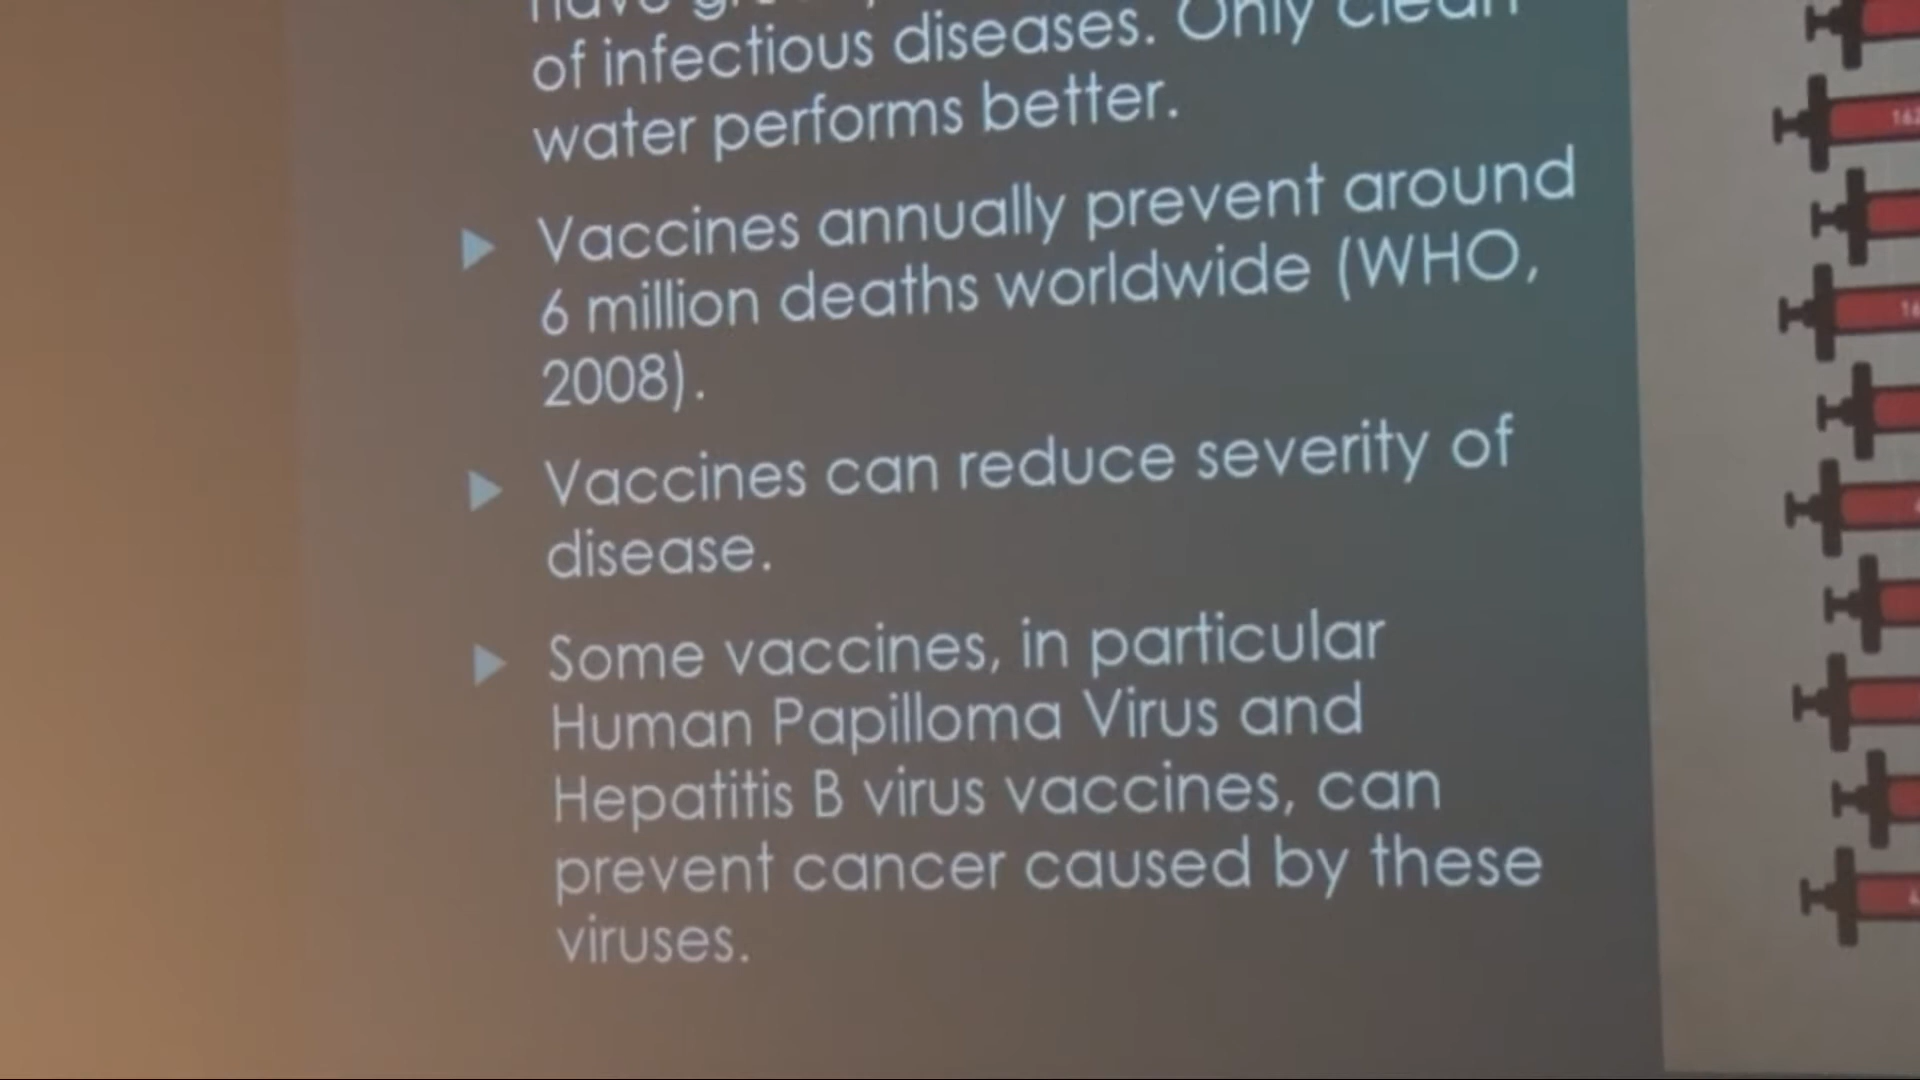 of infectious diseases. Only clean
water performs better.
Vaccines annually prevent around
6 million deaths worldwide (WHO,
2008).
Vaccines can reduce severity of
disease.
Some vaccines, in particular
Human Papilloma Virus and
Hepatitis B virus vaccines, can
prevent cancer caused by these
viruses.